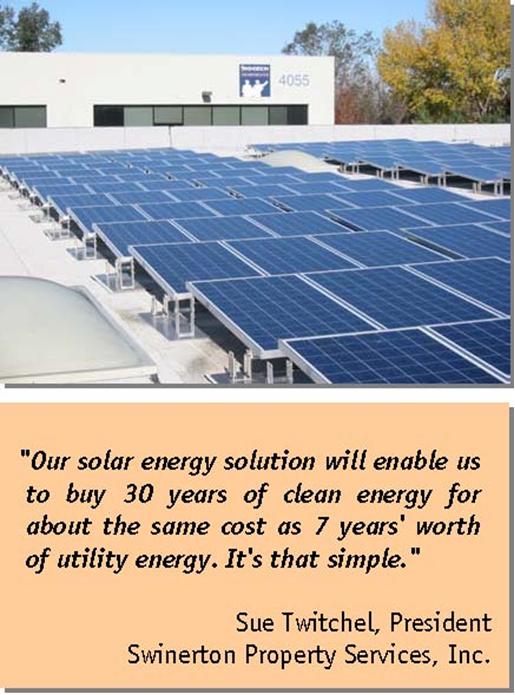 SWINERTON
4055
"Our solar energy solution will enable us
to buy 30 years of clean energy for
about the same cost as 7 years' worth
of utility energy. It's that simple."
Sue Twitchel, President
Swinerton Property Services, Inc.